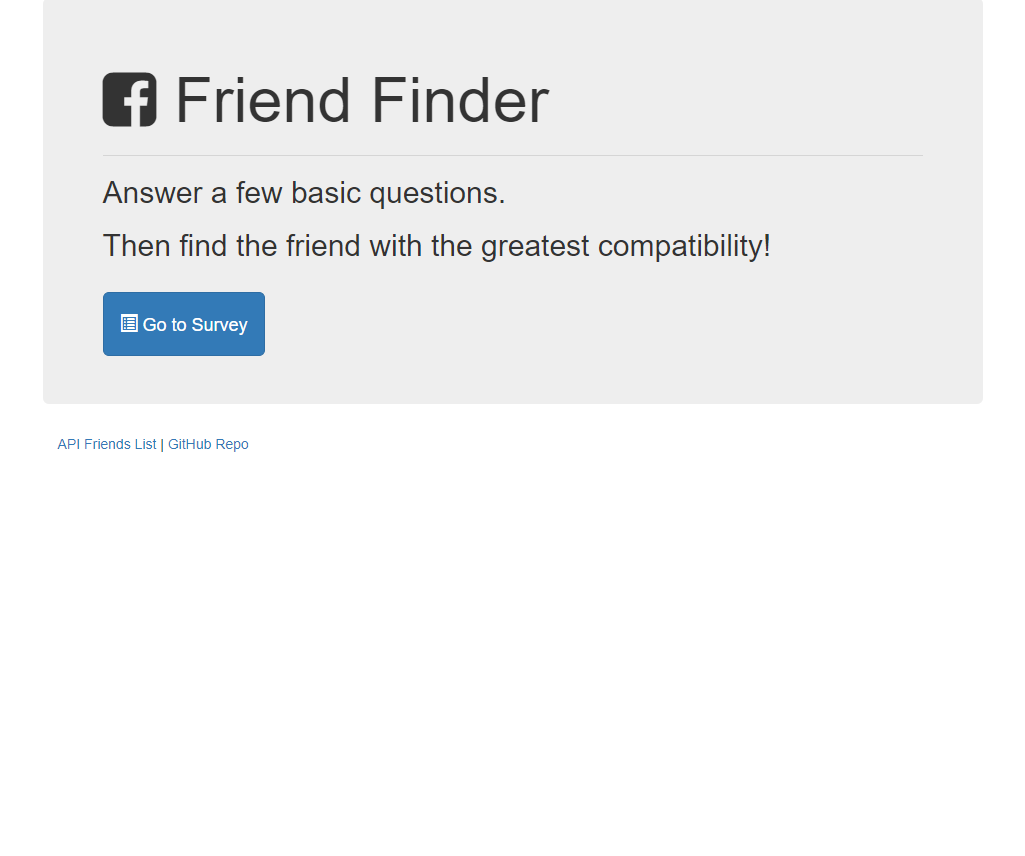 Friend Finder
Answer a few basic questions.
Then find the friend with the greatest compatibility!
Go to Survey
API Friends List | GitHub Repo